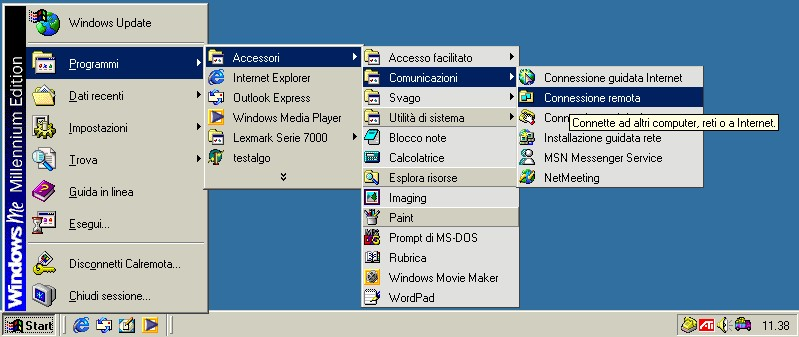 Windows Me Millennium Edition
Windows Update
Programmi
Dati recenti
Impostazioni
Trova
Guida in linea
Esegui...
Disconnetti Calremota...
Chiudi sessione...
Accessori
Internet Explorer
Outlook Express
Windows Media Player
Lexmark Serie 7000
testalgo
Accesso facilitato
Comunicazioni
Svago
Utilità di sistema
Blocco note
Calcolatrice
Esplora risorse
Imaging
Paint
Prompt di MS-DOS
Rubrica
Windows Movie Maker
WordPad
Connessione guidata Internet
Connessione remota
Connette ad altri computer, reti o a Internet.
Installazione guidata rete
MSN Messenger Service
NetMeeting
Start
ATI
11.38